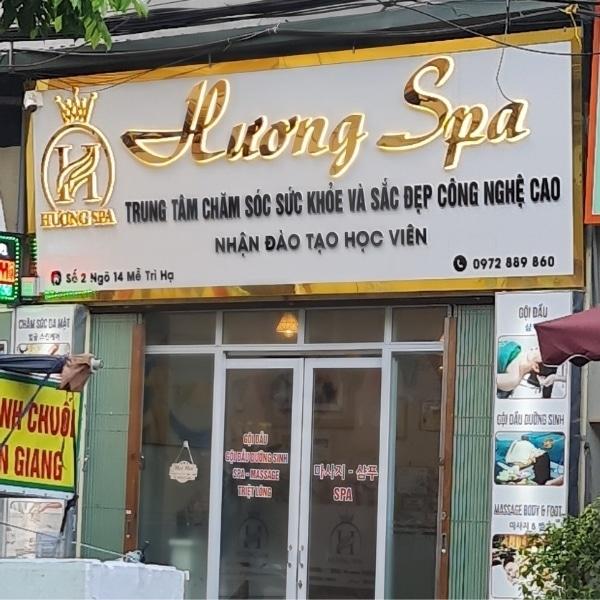 Hương Spa
H
HƯƠNG SPA
TRUNG TÂM CHĂM SÓC SỨC KHỎE VÀ SẮC ĐẸP CÔNG NGHỆ CAO
NHẬN ĐÀO TẠO HỌC VIÊN
Số 2 Ngõ 14 Mễ Trì Hạ
0972 889 860
CHĂM SÓC DA MẶT
NH CHUỐI
N GIANG
GỘI ĐẦU
GỘI ĐẦU DƯỠNG SINH
SPA - MASSAGE
TRIỆT LÔNG
마사지 - 샴푸
SPA
GỘI ĐẦU
GỘI ĐẦU DƯỠNG SINH
MASSAGE BODY & FOOT
마사지 &